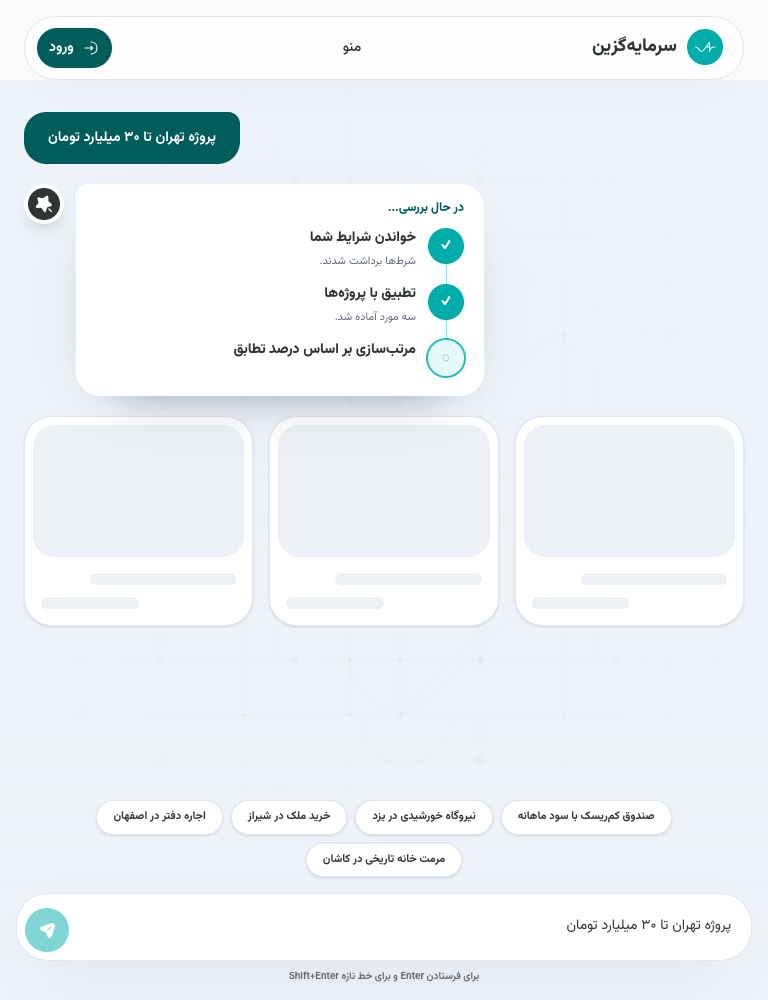 سرمایه‌گزین
منو
ورود
پروژه تهران تا ۳۰ میلیارد تومان
در حال بررسی...
خواندن شرایط شما
شرط‌ها برداشت شدند.
تطبیق با پروژه‌ها
سه مورد آماده شد.
مرتب‌سازی بر اساس درصد تطابق
صندوق کم‌ریسک با سود ماهانه
نیروگاه خورشیدی در یزد
خرید ملک در شیراز
اجاره دفتر در اصفهان
مرمت خانه تاریخی در کاشان
پروژه تهران تا ۳۰ میلیارد تومان
برای فرستادن Enter و برای خط تازه Shift+Enter